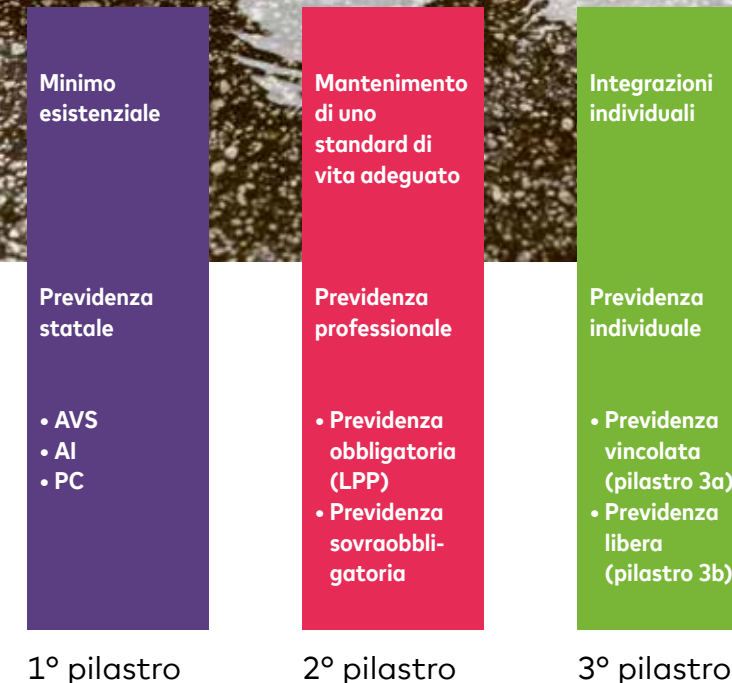 Minimo
esistenziale
Previdenza
statale
• AVS
• AI
• PC
1° pilastro
Mantenimento
di uno
standard di
vita adeguato
Previdenza
professionale
• Previdenza
obbligatoria
(LPP)
• Previdenza
sovraobbli-
gatoria
2° pilastro
Integrazioni
individuali
Previdenza
individuale
• Previdenza
vincolata
(pilastro 3a)
• Previdenza
libera
(pilastro 3b)
3° pilastro